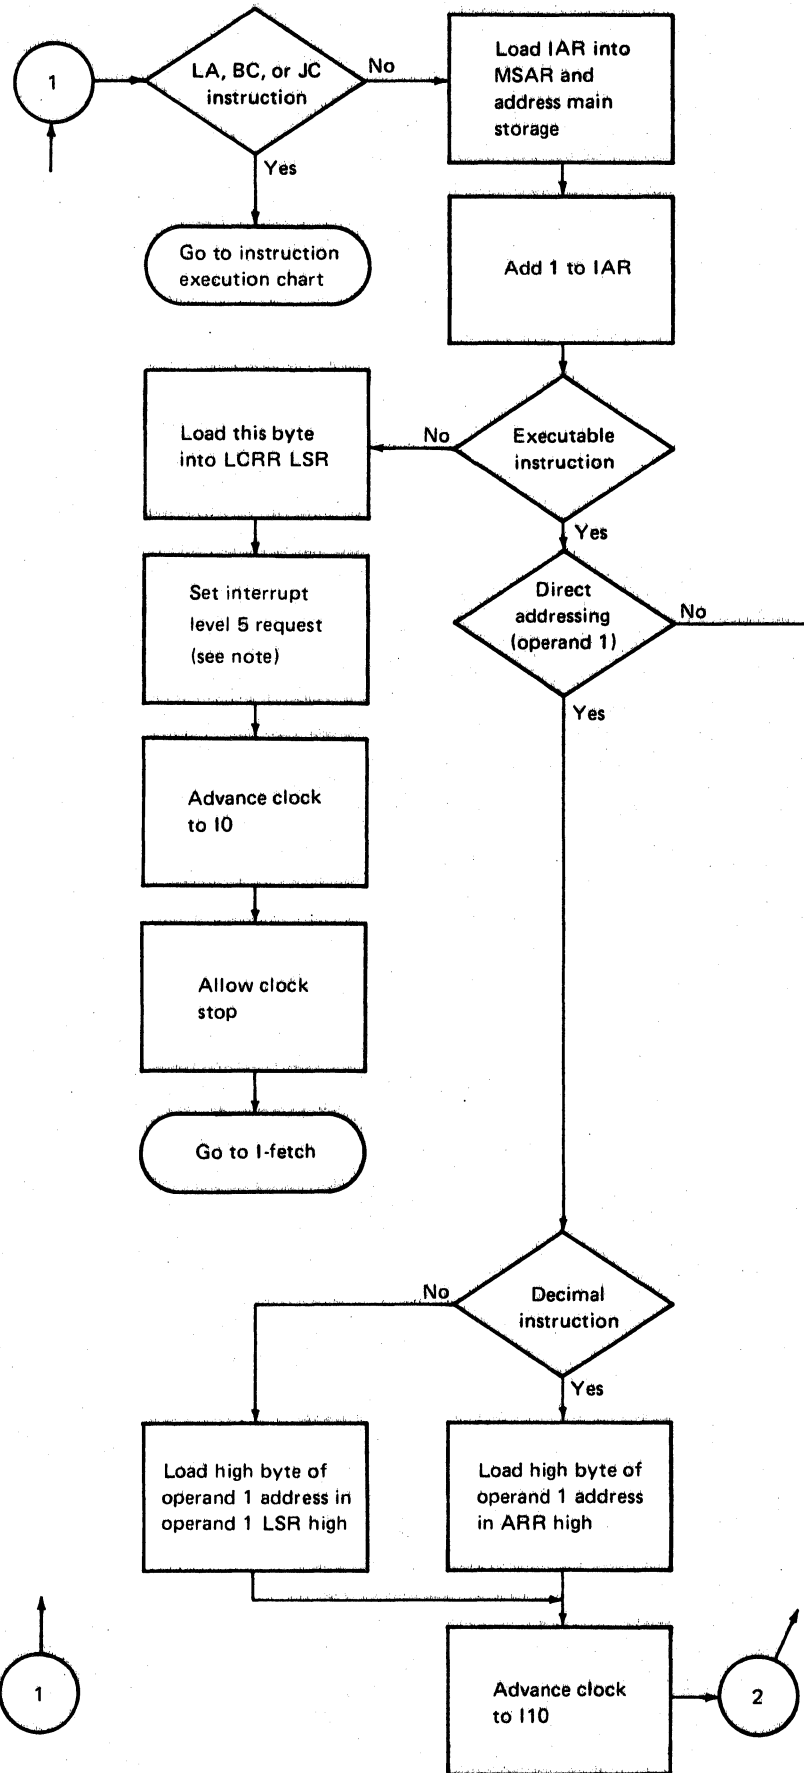 1
LA, BC, or JC
instruction
No
Yes
Load IAR into
MSAR and
address main
storage
Go to instruction
execution chart
Add 1 to IAR
Executable
instruction
No
Yes
Load this byte
into LCRR LSR
Set interrupt
level 5 request
(see note)
Direct
addressing
(operand 1)
No
Yes
Advance clock
to I0
Allow clock
stop
Go to I-fetch
Decimal
instruction
No
Yes
Load high byte of
operand 1 address in
operand 1 LSR high
Load high byte of
operand 1 address
in ARR high
1
Advance clock
to I10
2